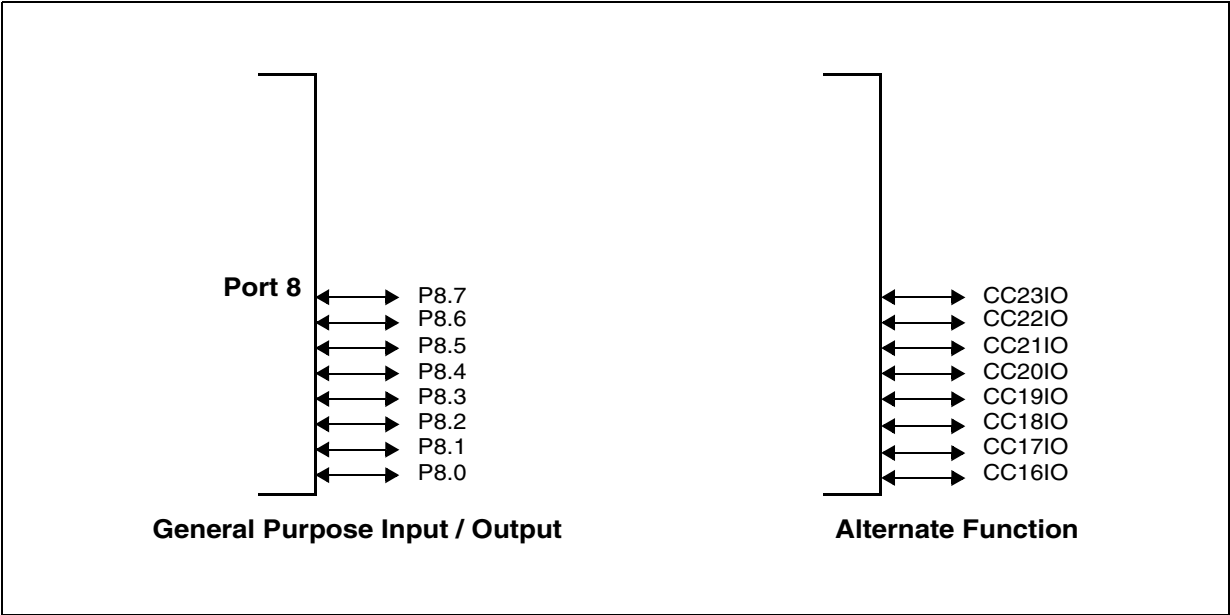 Port 8
P8.7
P8.6
P8.5
P8.4
P8.3
P8.2
P8.1
P8.0
General Purpose Input / Output
CC23IO
CC22IO
CC21IO
CC20IO
CC19IO
CC18IO
CC17IO
CC16IO
Alternate Function